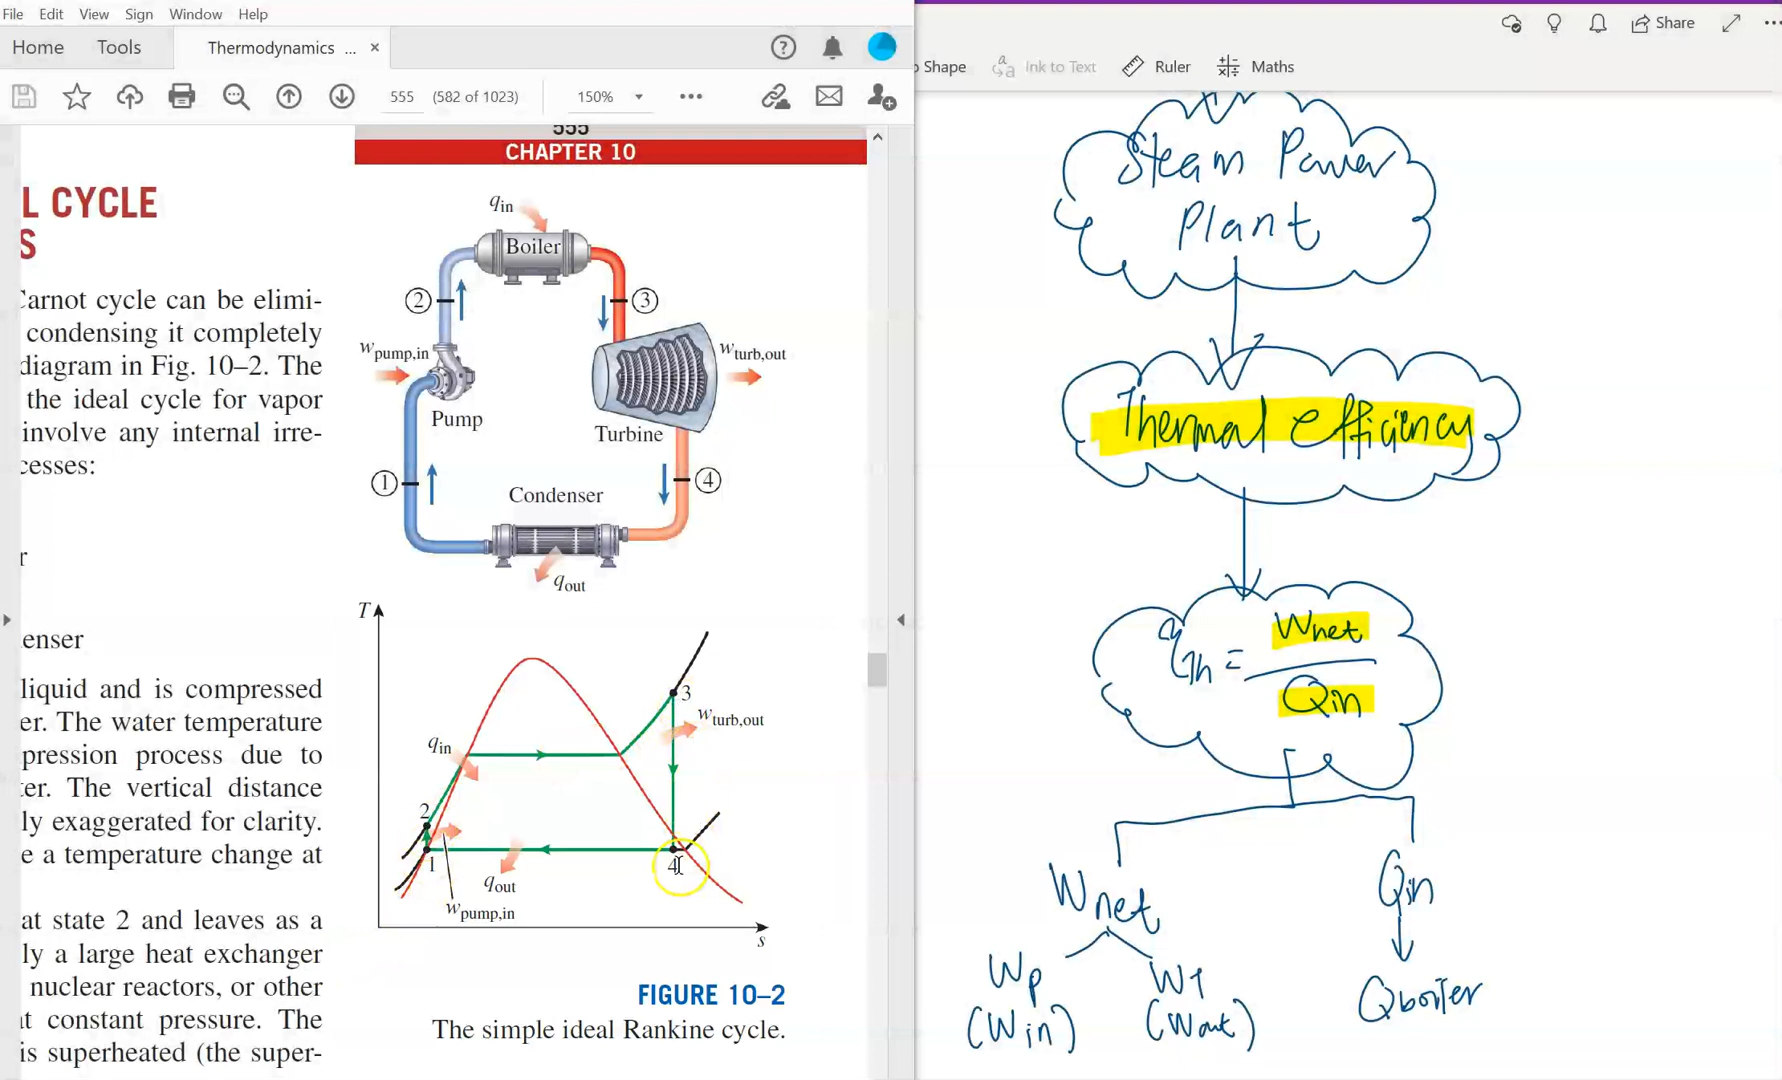 File Edit View Sign Window Help
Home Tools Thermodynamics ... ×
555 (582 of 1023) 150%
555
CHAPTER 10
L CYCLE
S
Carnot cycle can be elimi-
condensing it completely
diagram in Fig. 10–2. The
the ideal cycle for vapor
involve any internal irre-
cesses:
r
enser
liquid and is compressed
er. The water temperature
pression process due to
ter. The vertical distance
ly exaggerated for clarity.
e a temperature change at
at state 2 and leaves as a
ly a large heat exchanger
nuclear reactors, or other
at constant pressure. The
is superheated (the super-
qin
Boiler
2
3
wpump,in
wturb,out
Pump
Turbine
1
4
Condenser
qout
T
3
wturb,out
qin
2
1
4
qout
wpump,in
s
FIGURE 10–2
The simple ideal Rankine cycle.
Share
Shape Ink to Text Ruler Maths
Steam Power
Plant
Thermal efficiency
ηth = Wnet
Qin
Wnet Qin
Wp WT Qboiler
(Win) (Wout)